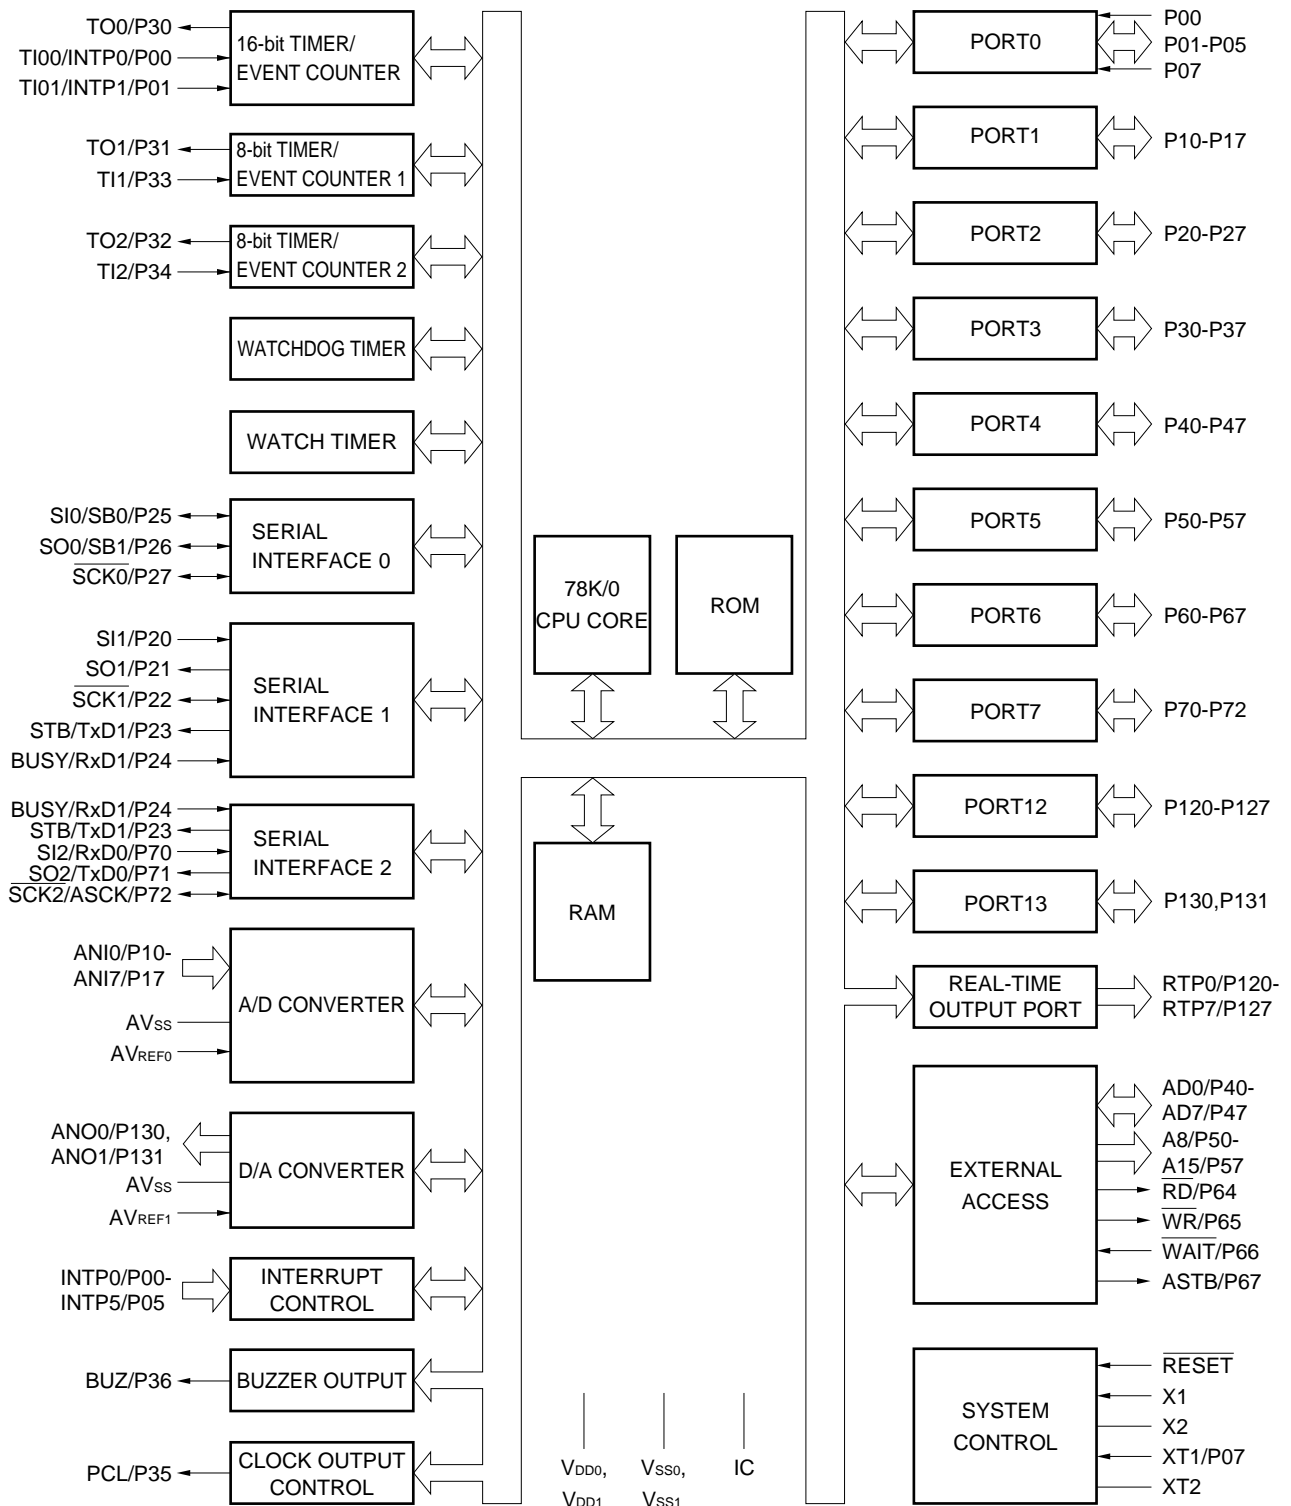 TO0/P30
TI00/INTP0/P00
TI01/INTP1/P01
16-bit TIMER/
EVENT COUNTER
TO1/P31
TI1/P33
8-bit TIMER/
EVENT COUNTER 1
TO2/P32
TI2/P34
8-bit TIMER/
EVENT COUNTER 2
WATCHDOG TIMER
WATCH TIMER
SI0/SB0/P25
SO0/SB1/P26
SCK0/P27
SERIAL
INTERFACE 0
SI1/P20
SO1/P21
SCK1/P22
STB/TxD1/P23
BUSY/RxD1/P24
SERIAL
INTERFACE 1
BUSY/RxD1/P24
STB/TxD1/P23
SI2/RxD0/P70
SO2/TxD0/P71
SCK2/ASCK/P72
SERIAL
INTERFACE 2
ANI0/P10-
ANI7/P17
AVSS
AVREF0
A/D CONVERTER
ANO0/P130,
ANO1/P131
AVSS
AVREF1
D/A CONVERTER
INTP0/P00-
INTP5/P05
INTERRUPT
CONTROL
BUZ/P36
BUZZER OUTPUT
PCL/P35
CLOCK OUTPUT
CONTROL
78K/0
CPU CORE
ROM
RAM
VDD0,
VDD1
VSS0,
VSS1
IC
PORT0
P00
P01-P05
P07
PORT1
P10-P17
PORT2
P20-P27
PORT3
P30-P37
PORT4
P40-P47
PORT5
P50-P57
PORT6
P60-P67
PORT7
P70-P72
PORT12
P120-P127
PORT13
P130,P131
REAL-TIME
OUTPUT PORT
RTP0/P120-
RTP7/P127
EXTERNAL
ACCESS
AD0/P40-
AD7/P47
A8/P50-
A15/P57
RD/P64
WR/P65
WAIT/P66
ASTB/P67
SYSTEM
CONTROL
RESET
X1
X2
XT1/P07
XT2